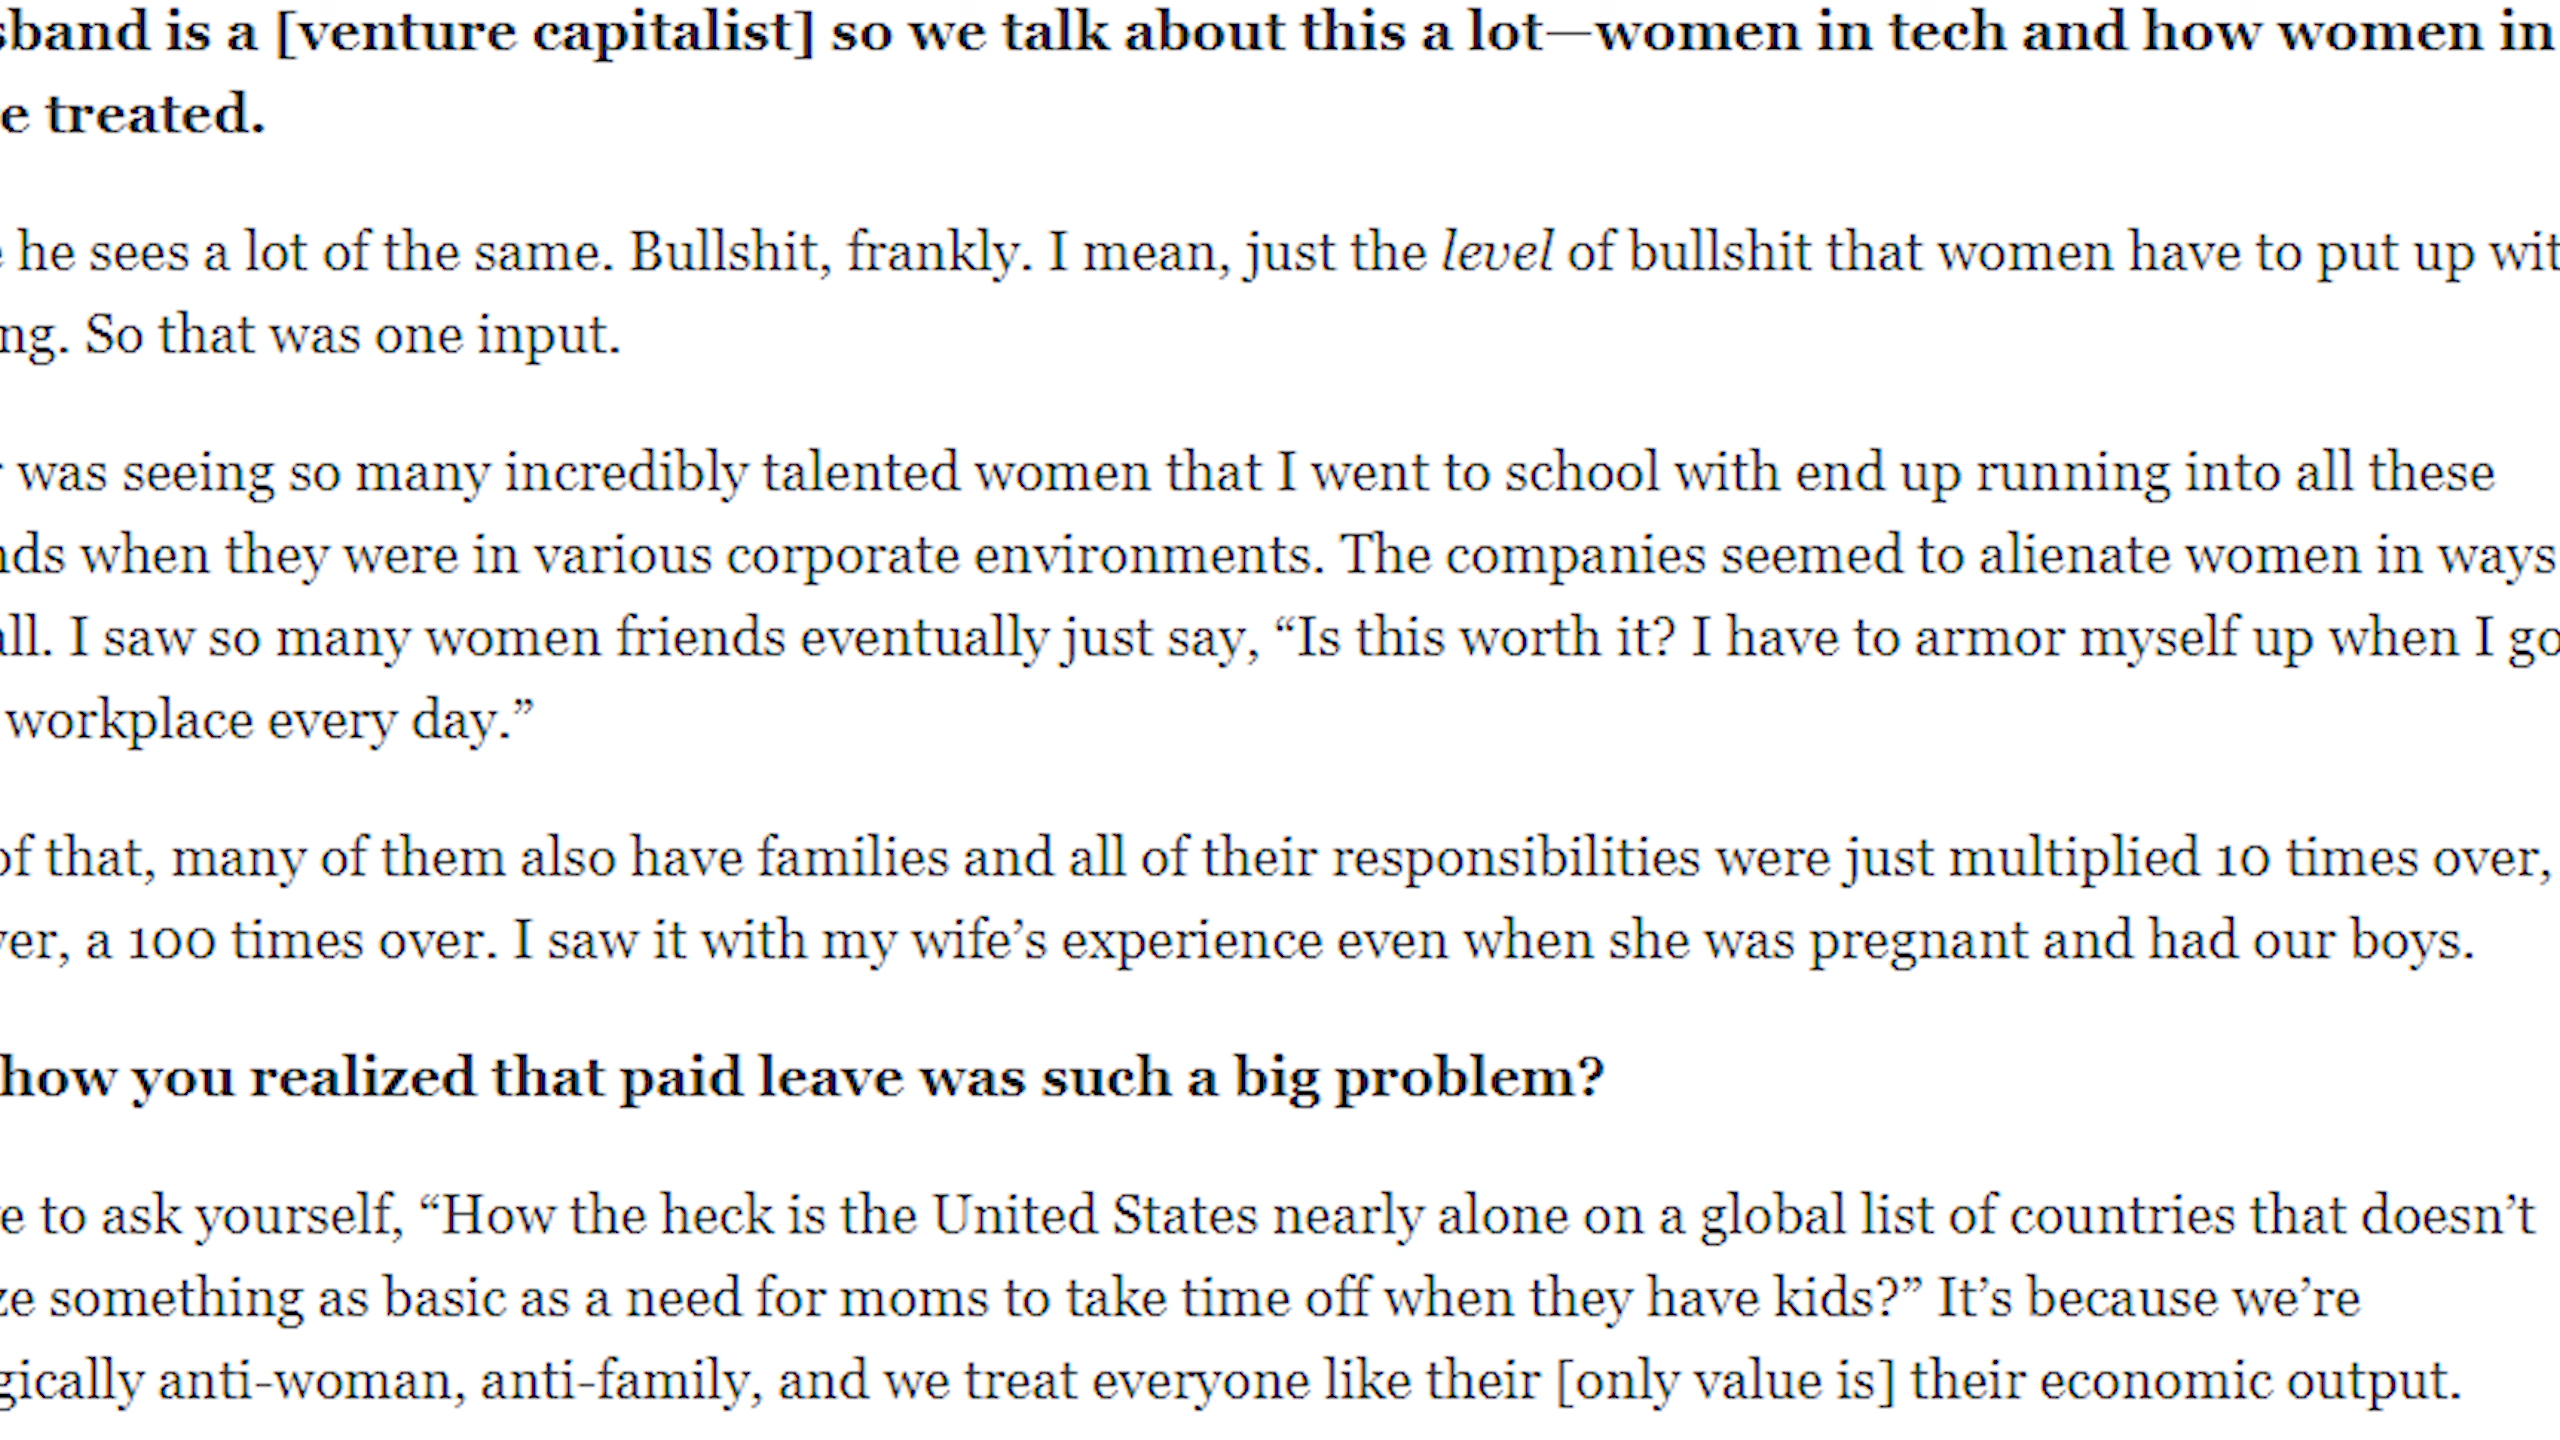 sband is a [venture capitalist] so we talk about this a lot—women in tech and how women in
e treated.
he sees a lot of the same. Bullshit, frankly. I mean, just the level of bullshit that women have to put up wit
ng. So that was one input.
was seeing so many incredibly talented women that I went to school with end up running into all these
nds when they were in various corporate environments. The companies seemed to alienate women in ways
all. I saw so many women friends eventually just say, “Is this worth it? I have to armor myself up when I go
workplace every day.”
of that, many of them also have families and all of their responsibilities were just multiplied 10 times over,
ver, a 100 times over. I saw it with my wife’s experience even when she was pregnant and had our boys.
how you realized that paid leave was such a big problem?
e to ask yourself, “How the heck is the United States nearly alone on a global list of countries that doesn’t
ze something as basic as a need for moms to take time off when they have kids?” It’s because we’re
gically anti-woman, anti-family, and we treat everyone like their [only value is] their economic output.